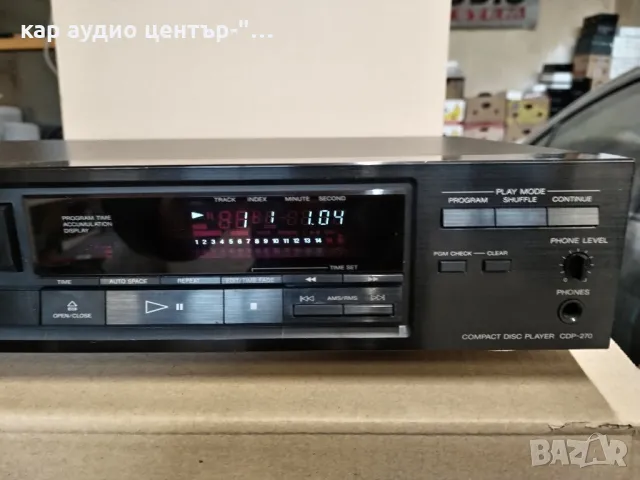 кар аудио център-"...
TRACK INDEX MINUTE SECOND
PROGRAM TIME
ACCUMULATION
DISPLAY
1 1 1.04
1 2 3 4 5 6 7 8 9 10 11 12 13 14
TIME SET
TIME AUTO SPACE REPEAT
OPEN/CLOSE
AMS/RMS
PLAY MODE
PROGRAM SHUFFLE CONTINUE
PGM CHECK CLEAR
PHONE LEVEL
PHONES
COMPACT DISC PLAYER CDP-270
BAZAR